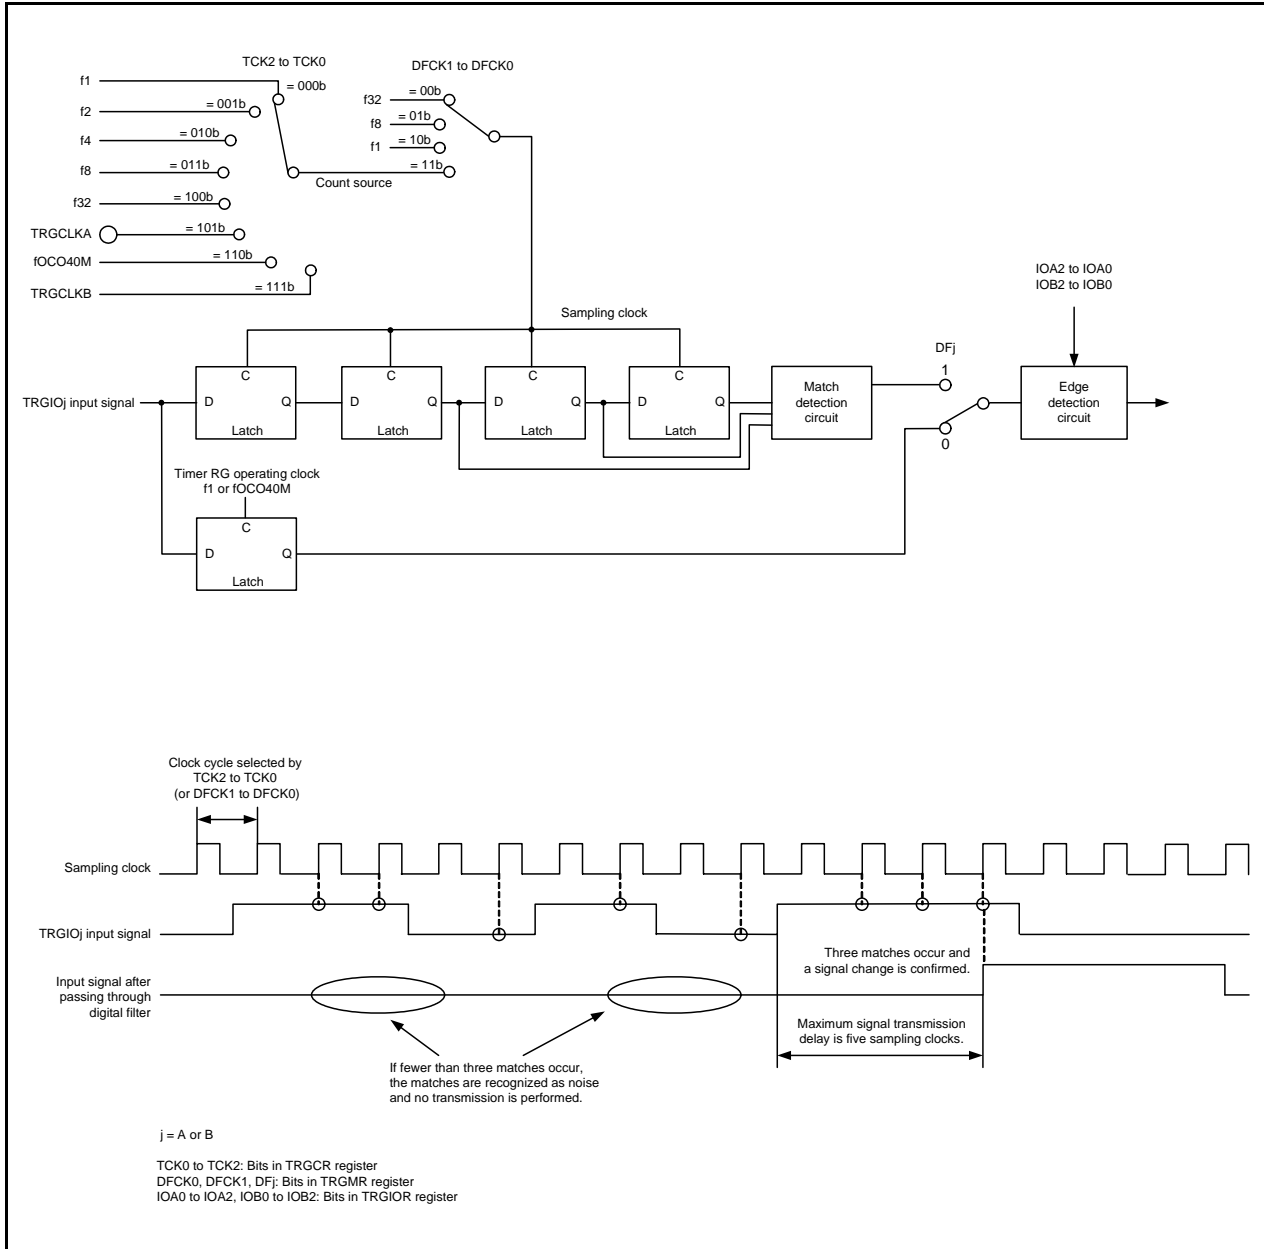 TCK2 to TCK0
DFCK1 to DFCK0
f1
= 000b
f2
= 001b
f4
= 010b
f8
= 011b
f32
= 100b
TRGCLKA
= 101b
fOCO40M
= 110b
TRGCLKB
= 111b
f32
= 00b
f8
= 01b
f1
= 10b
= 11b
Count source
Sampling clock
IOA2 to IOA0
IOB2 to IOB0
TRGIOj input signal
C
D
Q
Latch
C
D
Q
Latch
C
D
Q
Latch
C
D
Q
Latch
Match
detection
circuit
DFj
1
0
Edge
detection
circuit
Timer RG operating clock
f1 or fOCO40M
C
D
Q
Latch
Clock cycle selected by
TCK2 to TCK0
(or DFCK1 to DFCK0)
Sampling clock
TRGIOj input signal
Three matches occur and
a signal change is confirmed.
Input signal after
passing through
digital filter
Maximum signal transmission
delay is five sampling clocks.
If fewer than three matches occur,
the matches are recognized as noise
and no transmission is performed.
j = A or B
TCK0 to TCK2: Bits in TRGCR register
DFCK0, DFCK1, DFj: Bits in TRGMR register
IOA0 to IOA2, IOB0 to IOB2: Bits in TRGIOR register